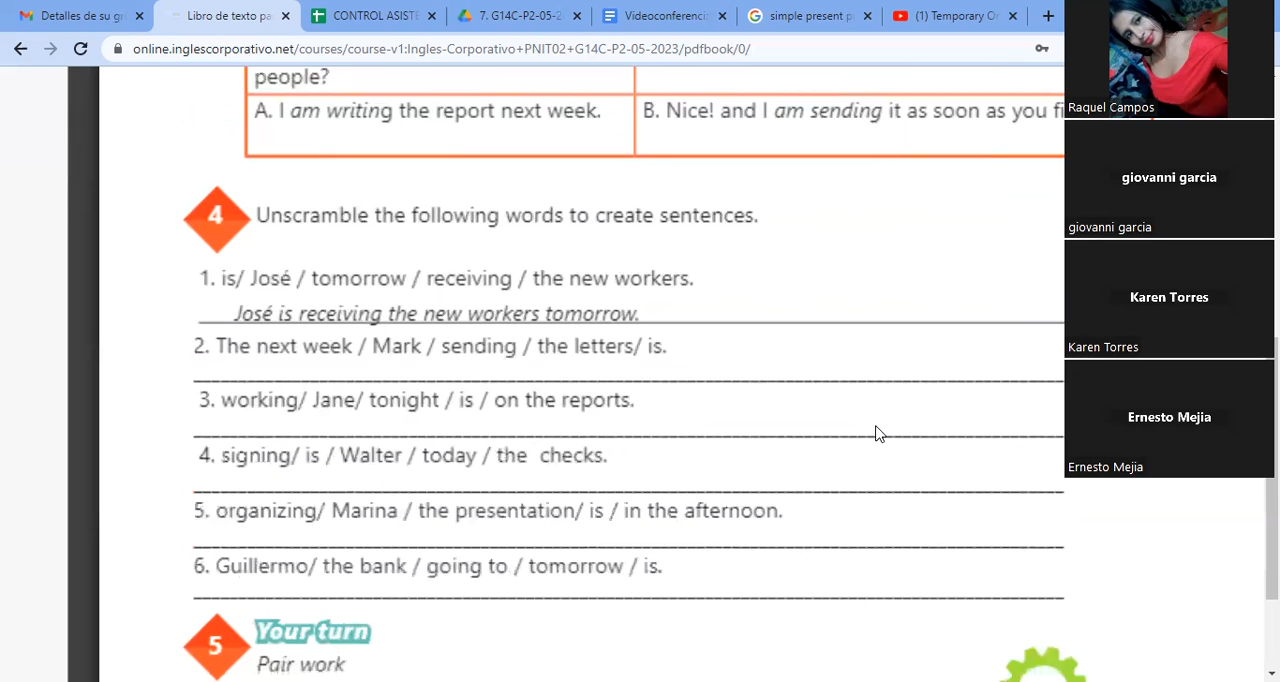 Detalles de su gr
Libro de texto pa
CONTROL ASISTE
7. G14C-P2-05-2
Videoconferenci
simple present p
(1) Temporary Or
online.inglescorporativo.net/courses/course-v1:Ingles-Corporativo+PNIT02+G14C-P2-05-2023/pdfbook/0/
people?
A. I am writing the report next week.
B. Nice! and I am sending it as soon as you fi
4
Unscramble the following words to create sentences.
1. is/ José / tomorrow / receiving / the new workers.
José is receiving the new workers tomorrow.
2. The next week / Mark / sending / the letters/ is.
3. working/ Jane/ tonight / is / on the reports.
4. signing/ is / Walter / today / the checks.
5. organizing/ Marina / the presentation/ is / in the afternoon.
6. Guillermo/ the bank / going to / tomorrow / is.
5
Your turn
Pair work
Raquel Campos
giovanni garcia
giovanni garcia
Karen Torres
Karen Torres
Ernesto Mejia
Ernesto Mejia